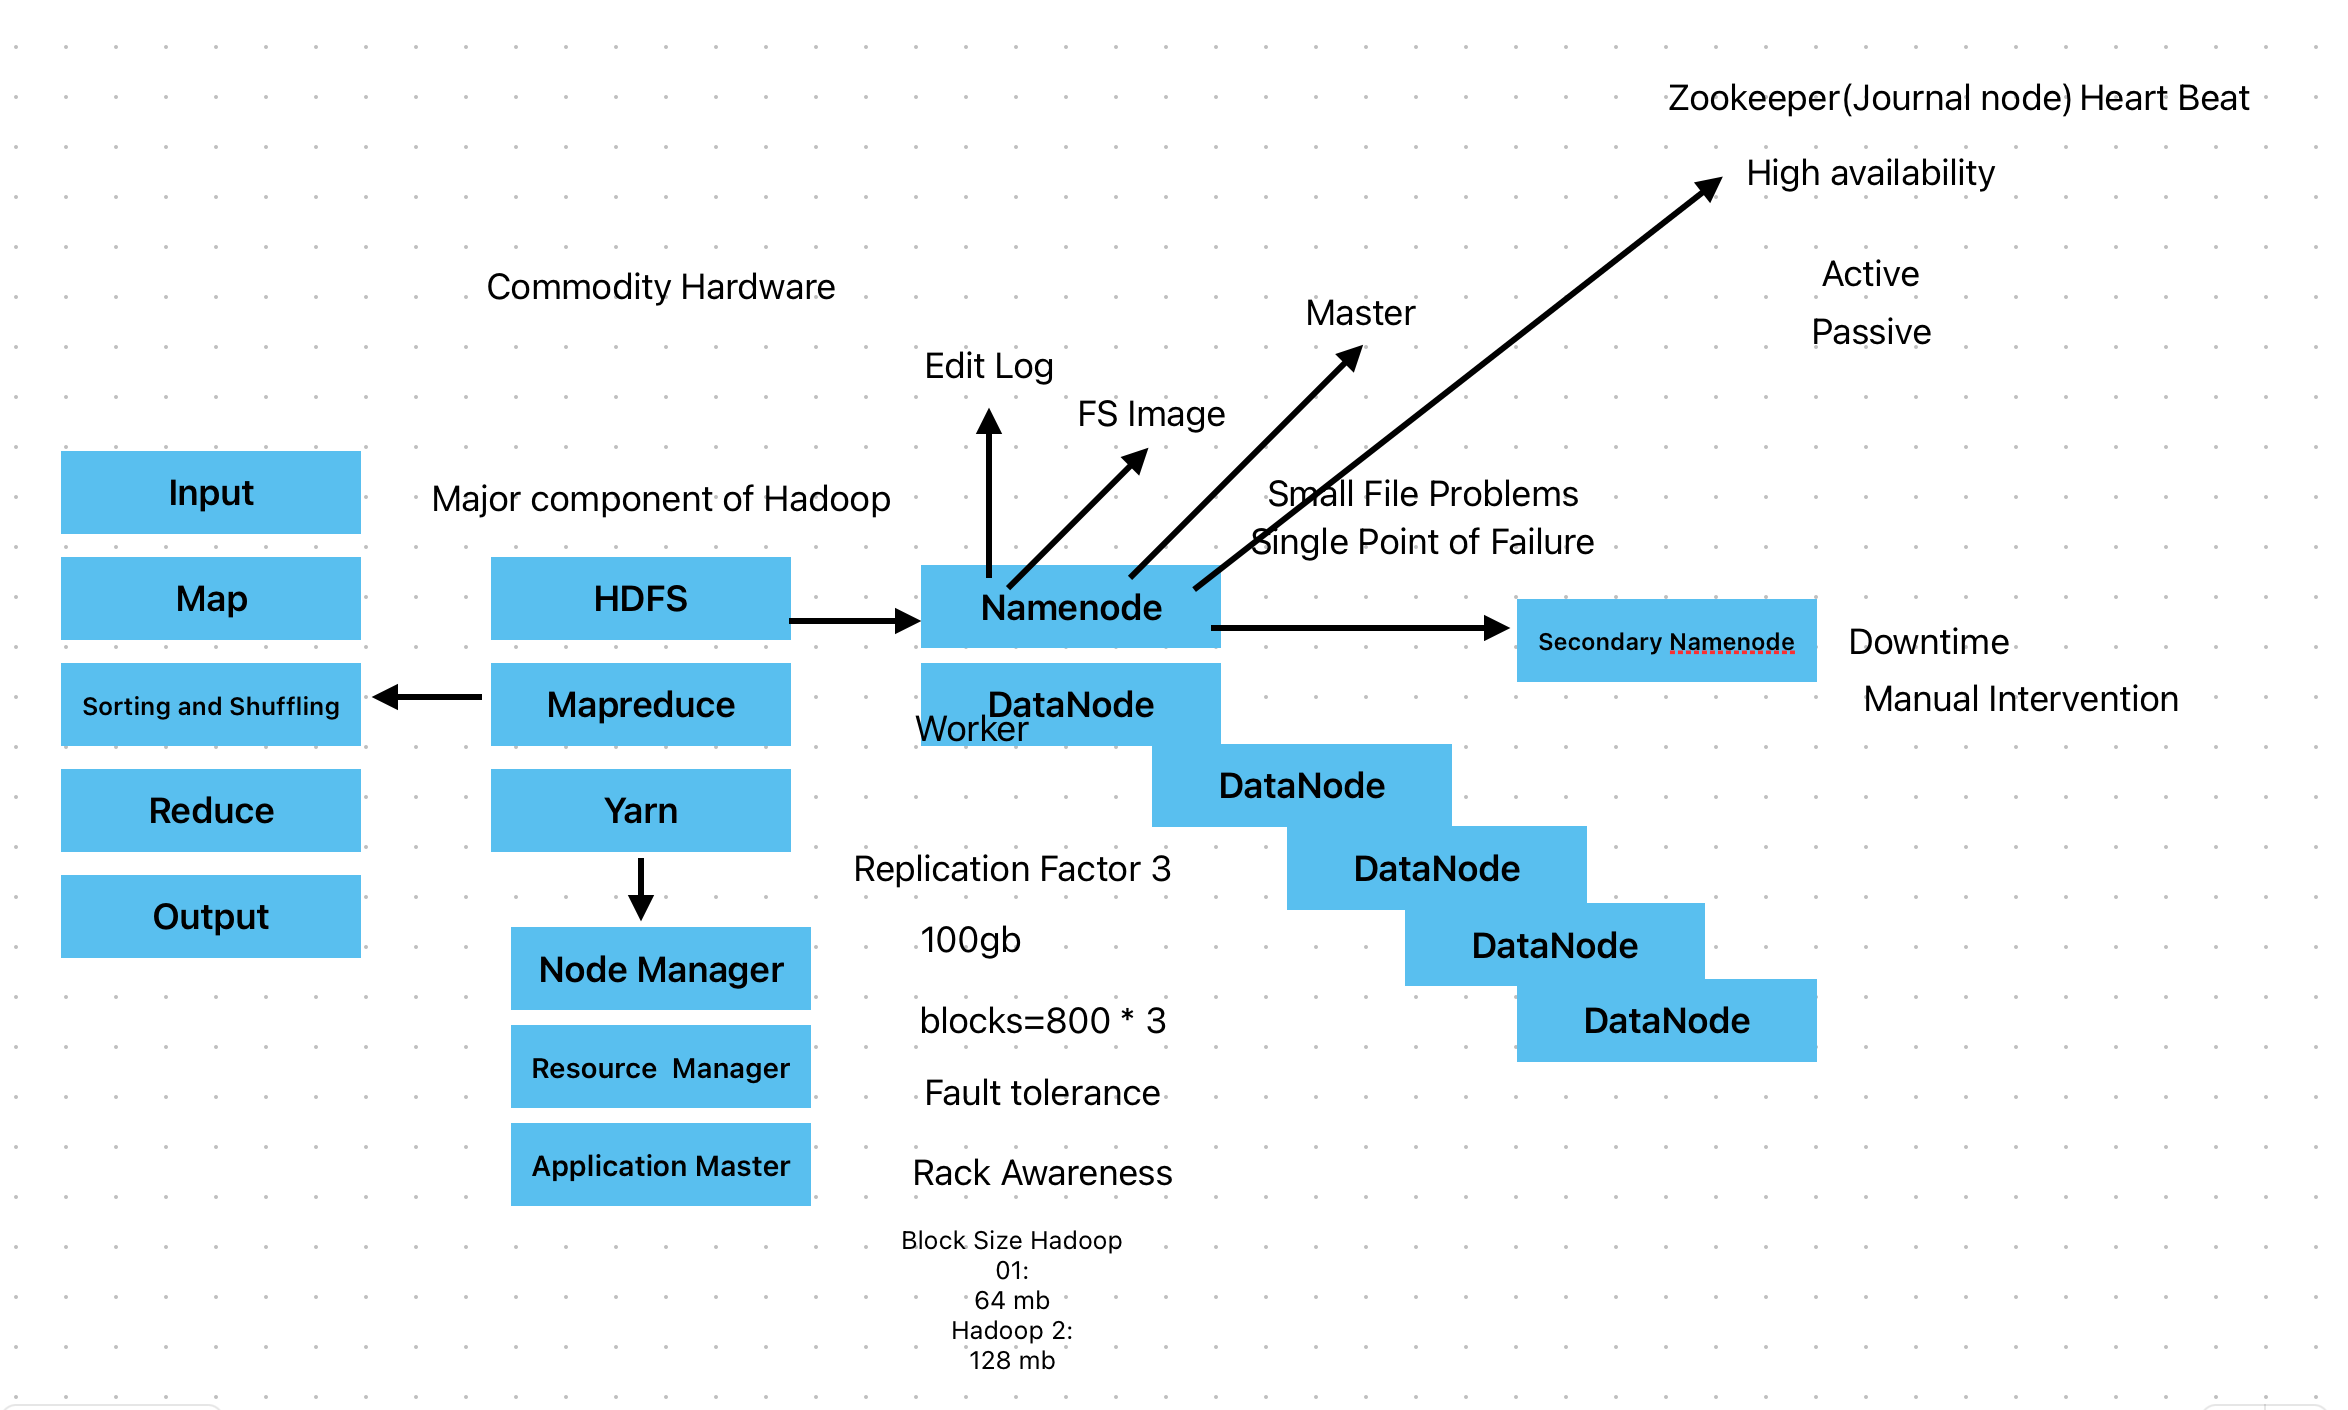 Zookeeper(Journal node) Heart Beat
High availability
Active
Passive
Commodity Hardware
Master
Edit Log
FS Image
Small File Problems
Single Point of Failure
Major component of Hadoop
Input
Map
Sorting and Shuffling
Reduce
Output
HDFS
Mapreduce
Yarn
Node Manager
Resource  Manager
Application Master
Namenode
DataNode
Worker
Secondary Namenode
Downtime
Manual Intervention
DataNode
DataNode
DataNode
DataNode
Replication Factor 3
100gb
blocks=800 * 3
Fault tolerance
Rack Awareness
Block Size Hadoop
01:
64 mb
Hadoop 2:
128 mb